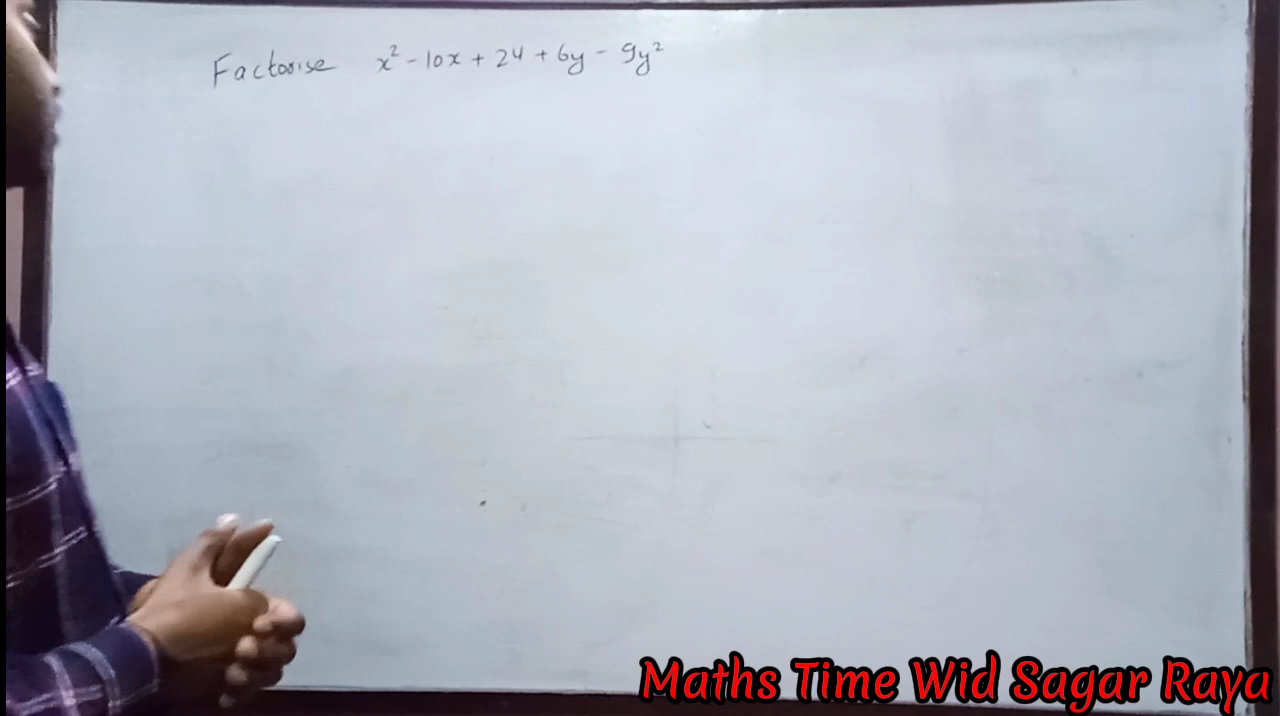 Factorise x² - 10x + 24 + 6y - 9y²
Maths Time Wid Sagar Raya